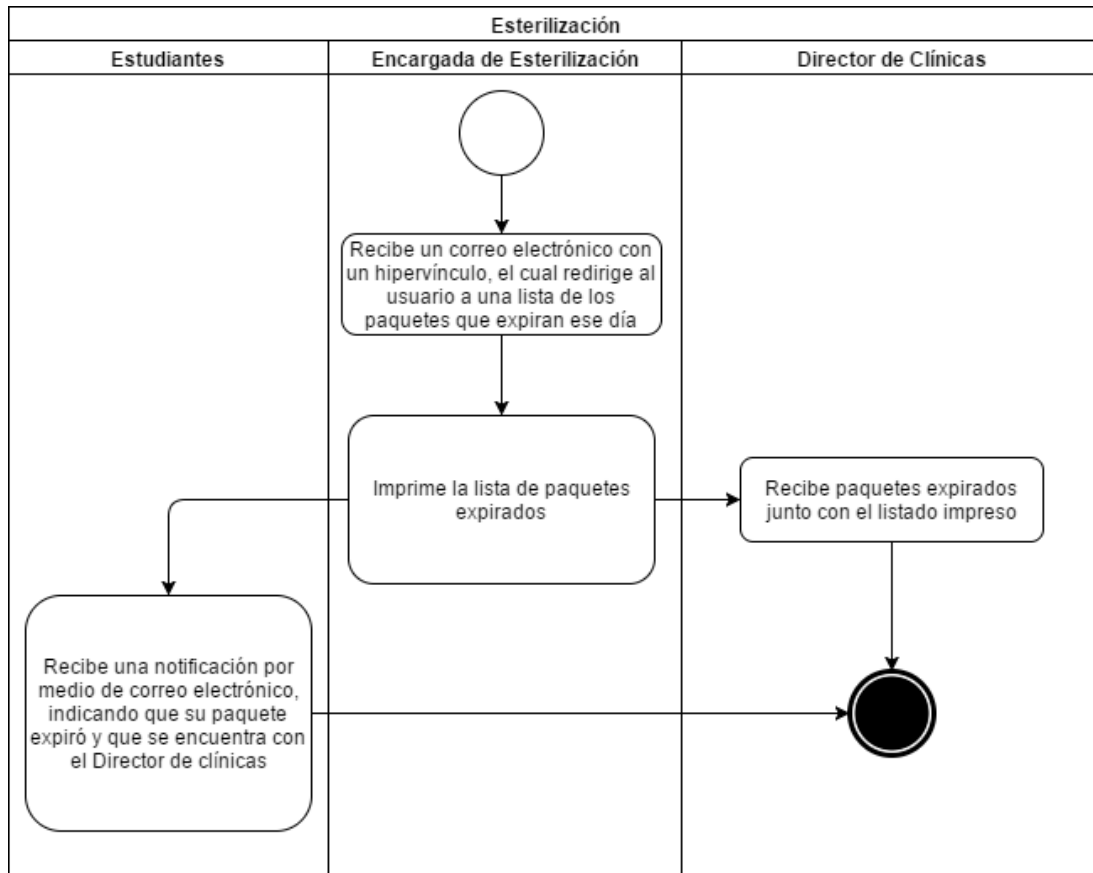 Esterilización
Estudiantes
Encargada de Esterilización
Director de Clínicas
Recibe un correo electrónico con
un hipervínculo, el cual redirige al
usuario a una lista de los
paquetes que expiran ese día
Imprime la lista de paquetes
expirados
Recibe paquetes expirados
junto con el listado impreso
Recibe una notificación por
medio de correo electrónico,
indicando que su paquete
expiró y que se encuentra con
el Director de clínicas